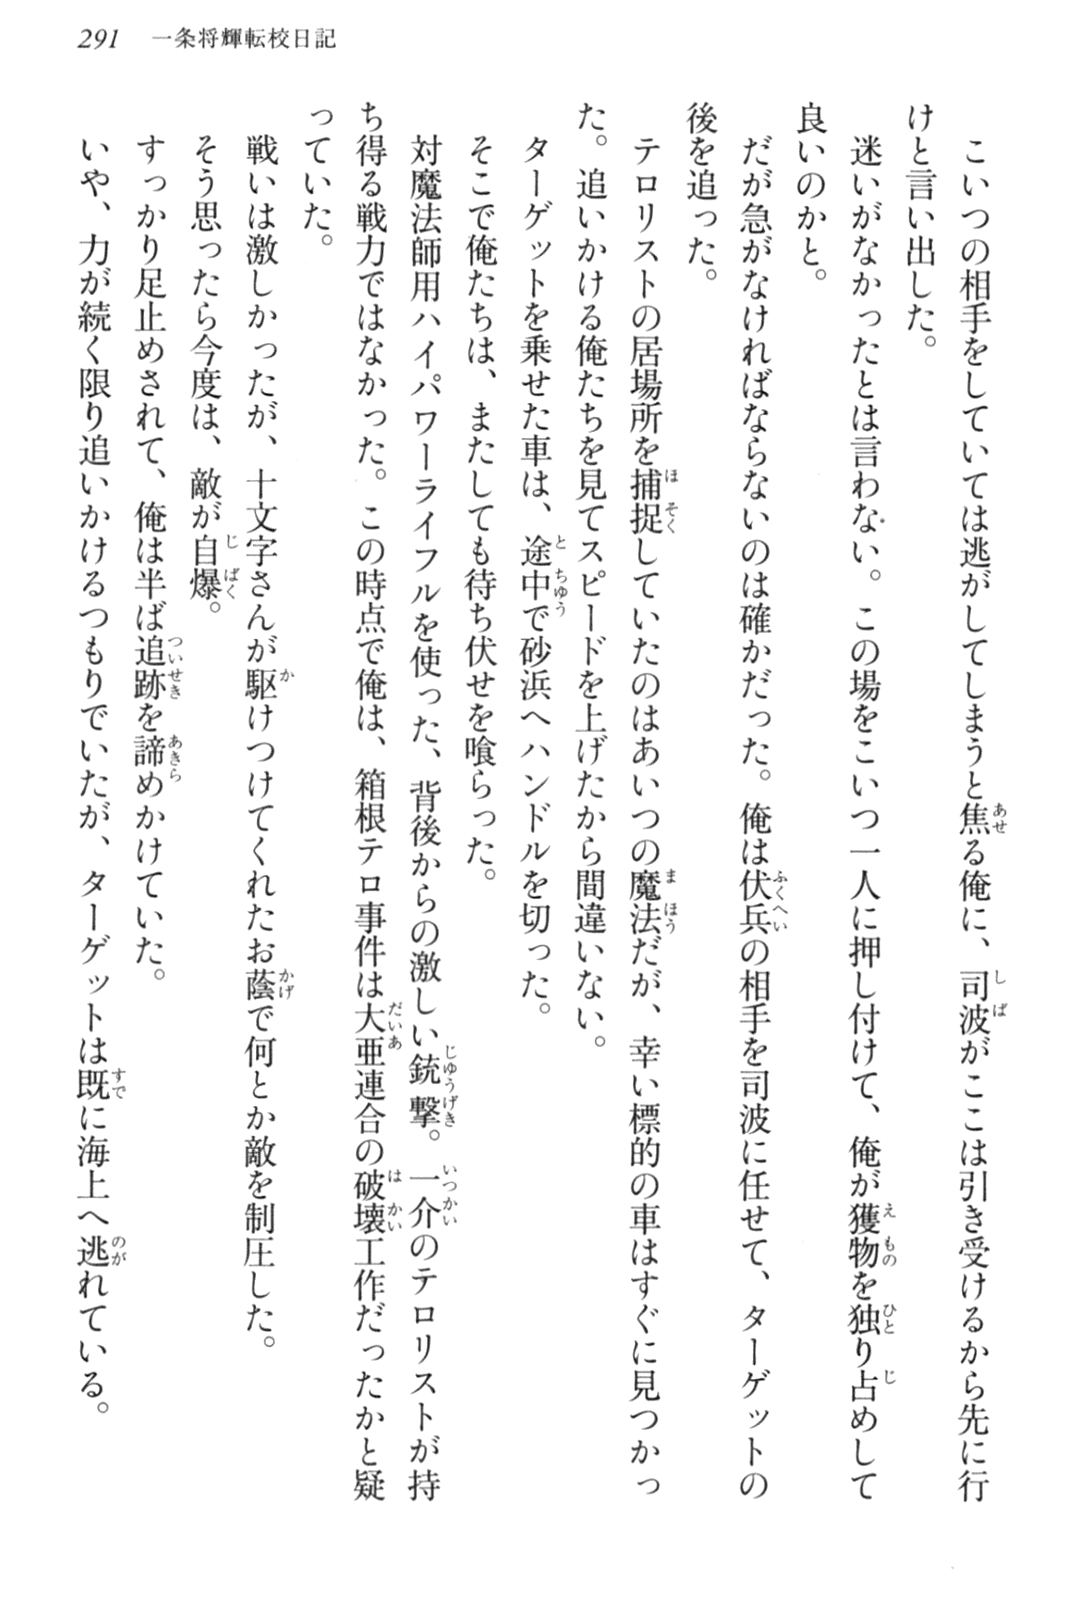 291　一条将輝転校日記
こいつの相手をしていては逃がしてしまうと焦る俺に、司波がここは引き受けるから先に行
けと言い出した。
迷いがなかったとは言わない。この場をこいつ一人に押し付けて、俺が獲物を独り占めして
良いのかと。
だが急がなければならないのは確かだった。俺は伏兵の相手を司波に任せて、ターゲットの
後を追った。
テロリストの居場所を捕捉していたのはあいつの魔法だが、幸い標的の車はすぐに見つかっ
た。追いかける俺たちを見てスピードを上げたから間違いない。
ターゲットを乗せた車は、途中で砂浜へハンドルを切った。
そこで俺たちは、またしても待ち伏せを喰らった。
対魔法師用ハイパワーライフルを使った、背後からの激しい銃撃。一介のテロリストが持
ち得る戦力ではなかった。この時点で俺は、箱根テロ事件は大亜連合の破壊工作だったかと疑
っていた。
戦いは激しかったが、十文字さんが駆けつけてくれたお蔭で何とか敵を制圧した。
そう思ったら今度は、敵が自爆。
すっかり足止めされて、俺は半ば追跡を諦めかけていた。
いや、力が続く限り追いかけるつもりでいたが、ターゲットは既に海上へ逃れている。